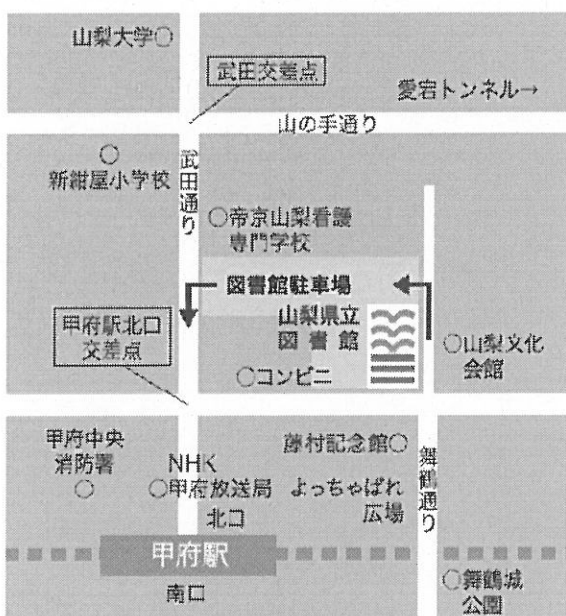 山梨大学
武田交差点
愛宕トンネル→
山の手通り
新紺屋小学校
武田通り
帝京山梨看護
専門学校
図書館駐車場
甲府駅北口
交差点
山梨県立
図書館
山梨文化
会館
コンビニ
甲府中央
消防署
NHK
甲府放送局
北口
藤村記念館
よっちゃばれ
広場
舞鶴通り
甲府駅
南口
舞鶴城
公園